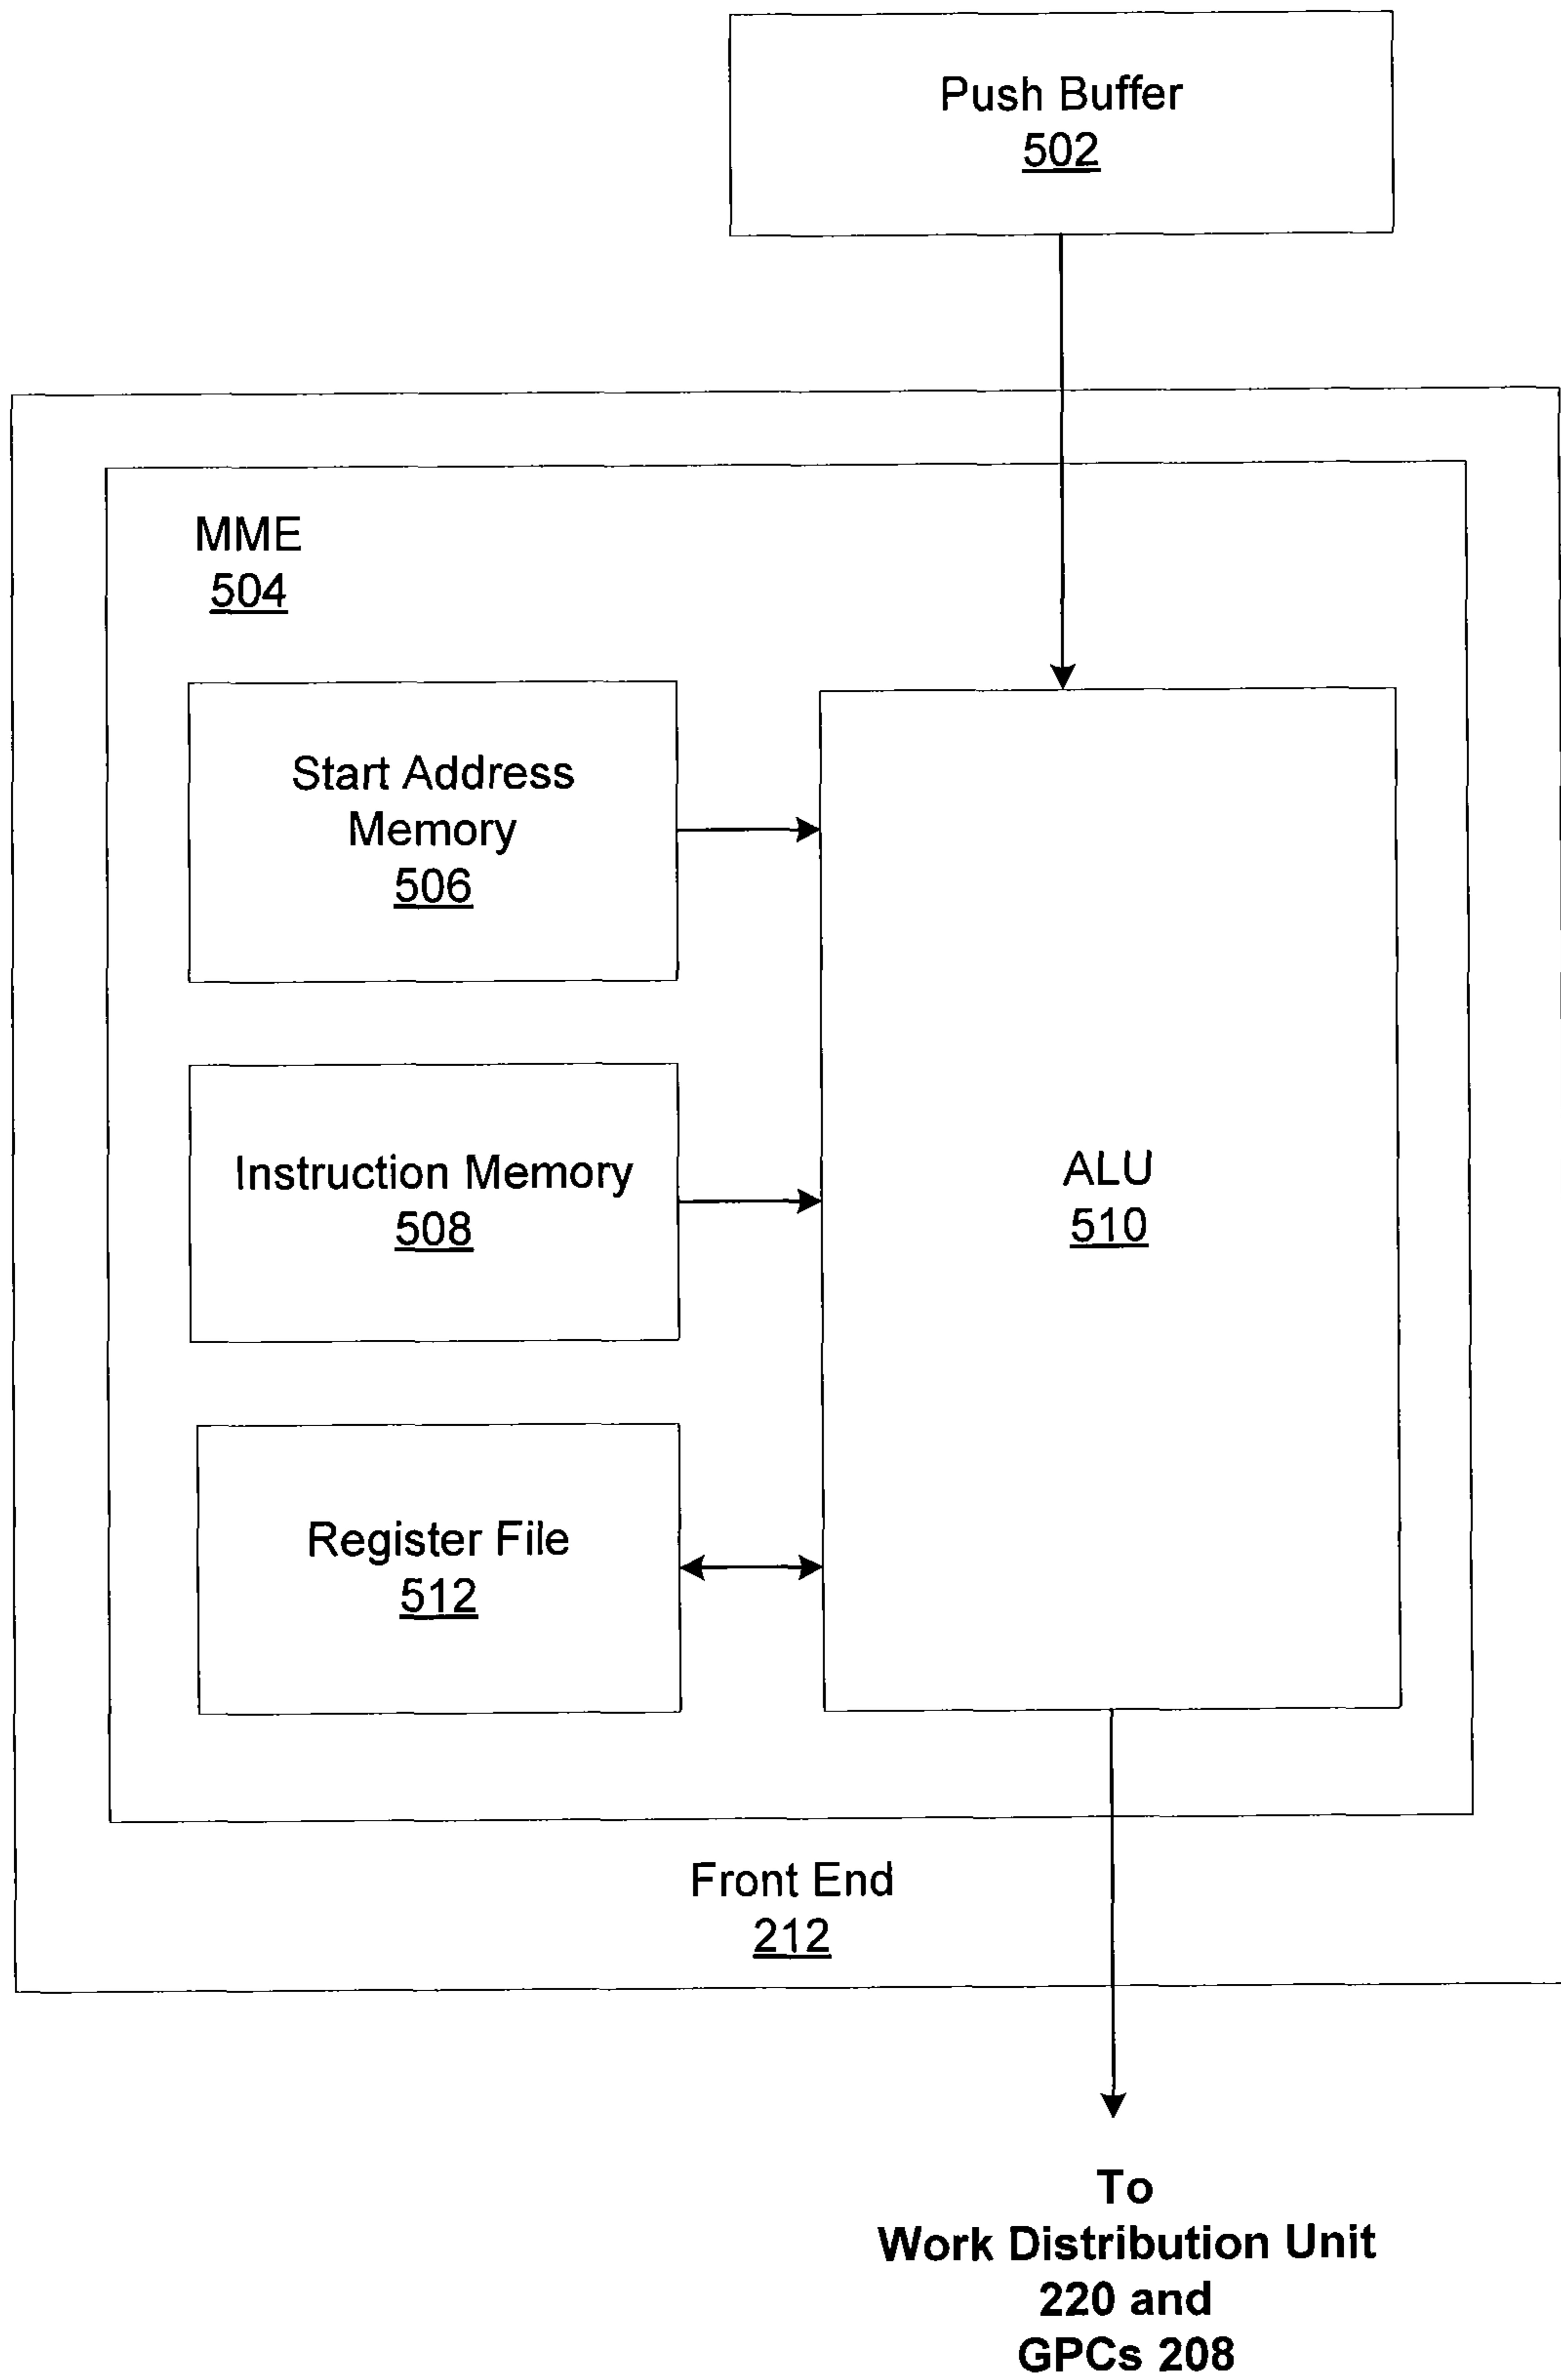 Push Buffer
502
MME
504
Start Address
Memory
506
Instruction Memory
508
ALU
510
Register File
512
Front End
212
To
Work Distribution Unit
220 and
GPCs 208